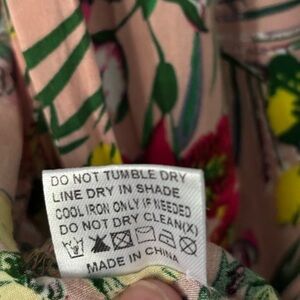 DO NOT TUMBLE DRY
LINE DRY IN SHADE
COOL IRON ONLY IF NEEDED
DO NOT DRY CLEAN(X)
MADE IN CHINA